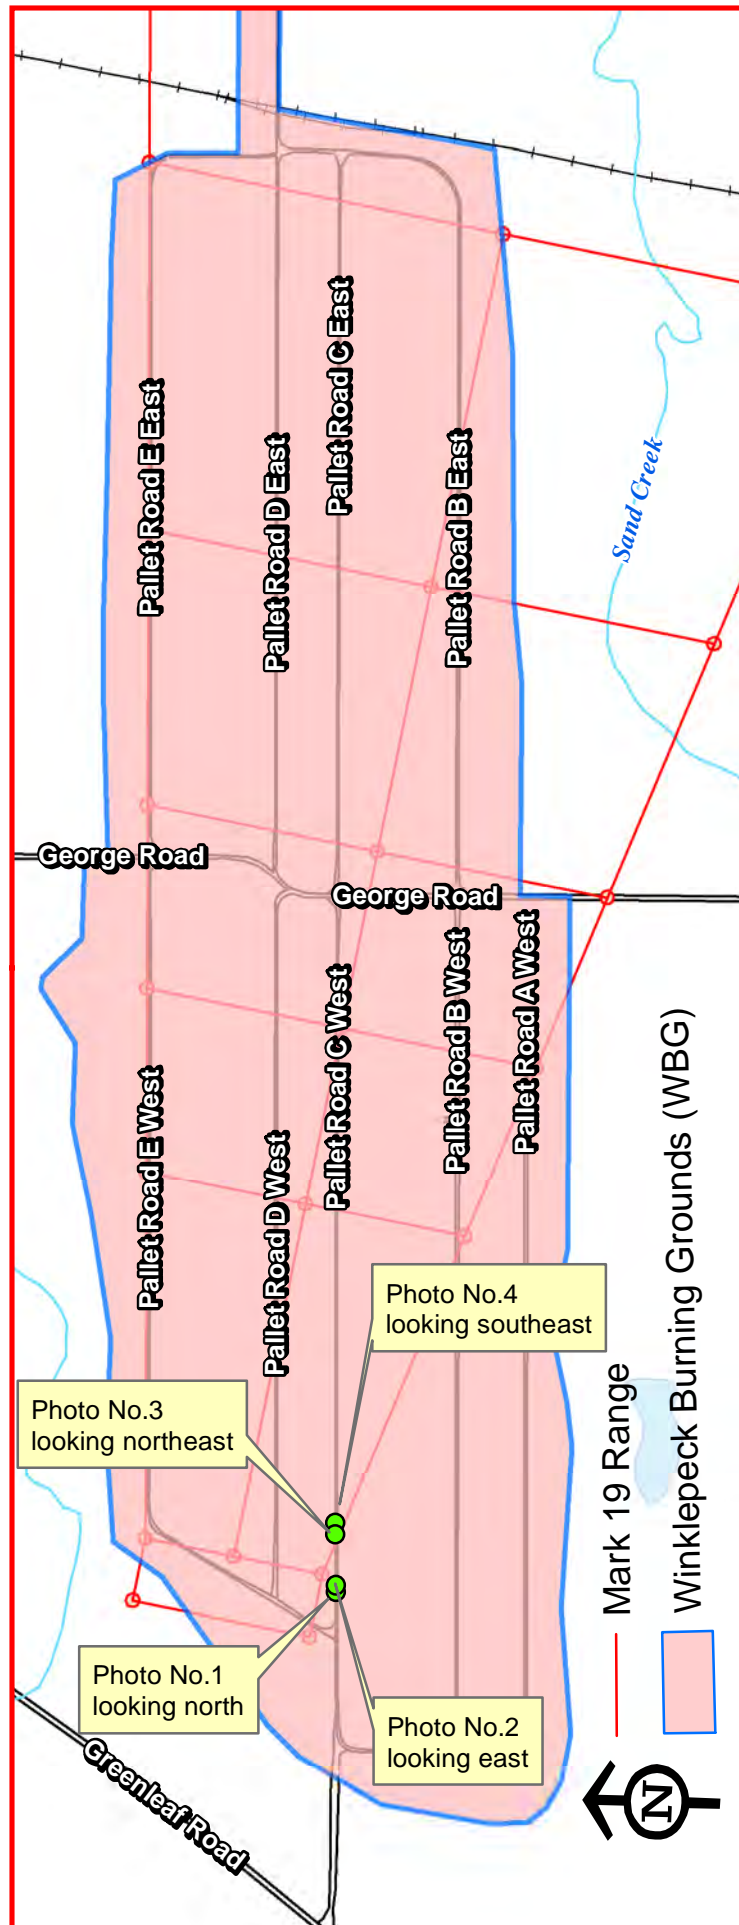 Pallet Road E East
Pallet Road D East
Pallet Road C East
Pallet Road B East
Sand Creek
George Road
George Road
Pallet Road E West
Pallet Road D West
Pallet Road C West
Pallet Road B West
Pallet Road A West
Photo No.4
looking southeast
Photo No.3
looking northeast
Photo No.1
looking north
Photo No.2
looking east
Greenleaf Road
Mark 19 Range
Winklepeck Burning Grounds (WBG)
N